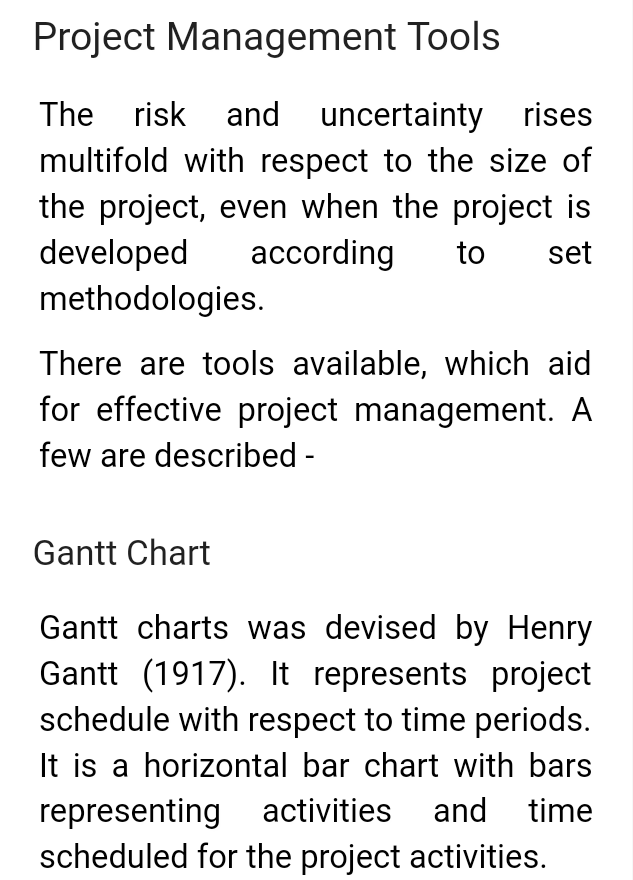 Project Management Tools
The risk and uncertainty rises
multifold with respect to the size of
the project, even when the project is
developed according to set
methodologies.
There are tools available, which aid
for effective project management. A
few are described -
Gantt Chart
Gantt charts was devised by Henry
Gantt (1917). It represents project
schedule with respect to time periods.
It is a horizontal bar chart with bars
representing activities and time
scheduled for the project activities.